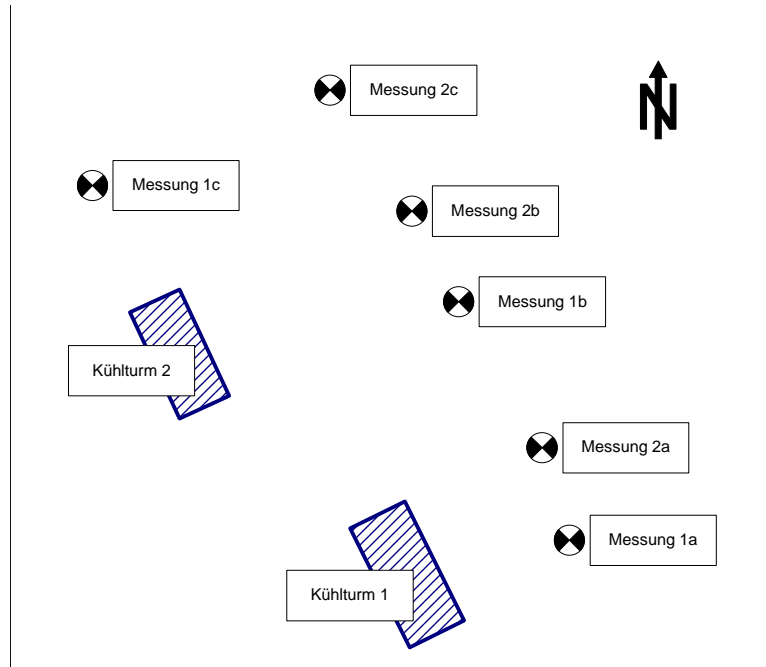 Messung 2c
N
Messung 1c
Messung 2b
Messung 1b
Kühlturm 2
Messung 2a
Messung 1a
Kühlturm 1